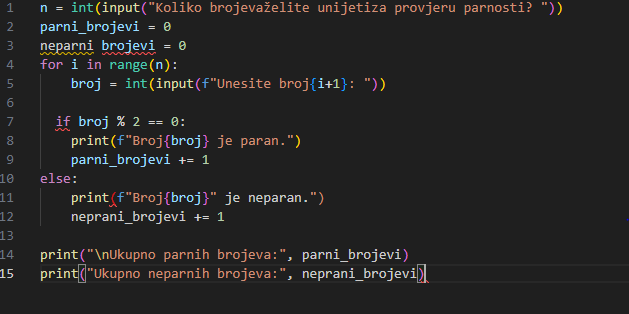 1 n = int(input("Koliko brojevaželite unijetiza provjeru parnosti? "))
2 parni_brojevi = 0
3 neparni brojevi = 0
4 for i in range(n):
5     broj = int(input(f"Unesite broj{i+1}: "))
6
7   if broj % 2 == 0:
8     print(f"Broj{broj} je paran.")
9     parni_brojevi += 1
10 else:
11     print(f"Broj{broj}" je neparan.")
12     neprani_brojevi += 1
13
14 print("\nUkupno parnih brojeva:", parni_brojevi)
15 print("Ukupno neparnih brojeva:", neprani_brojevi)